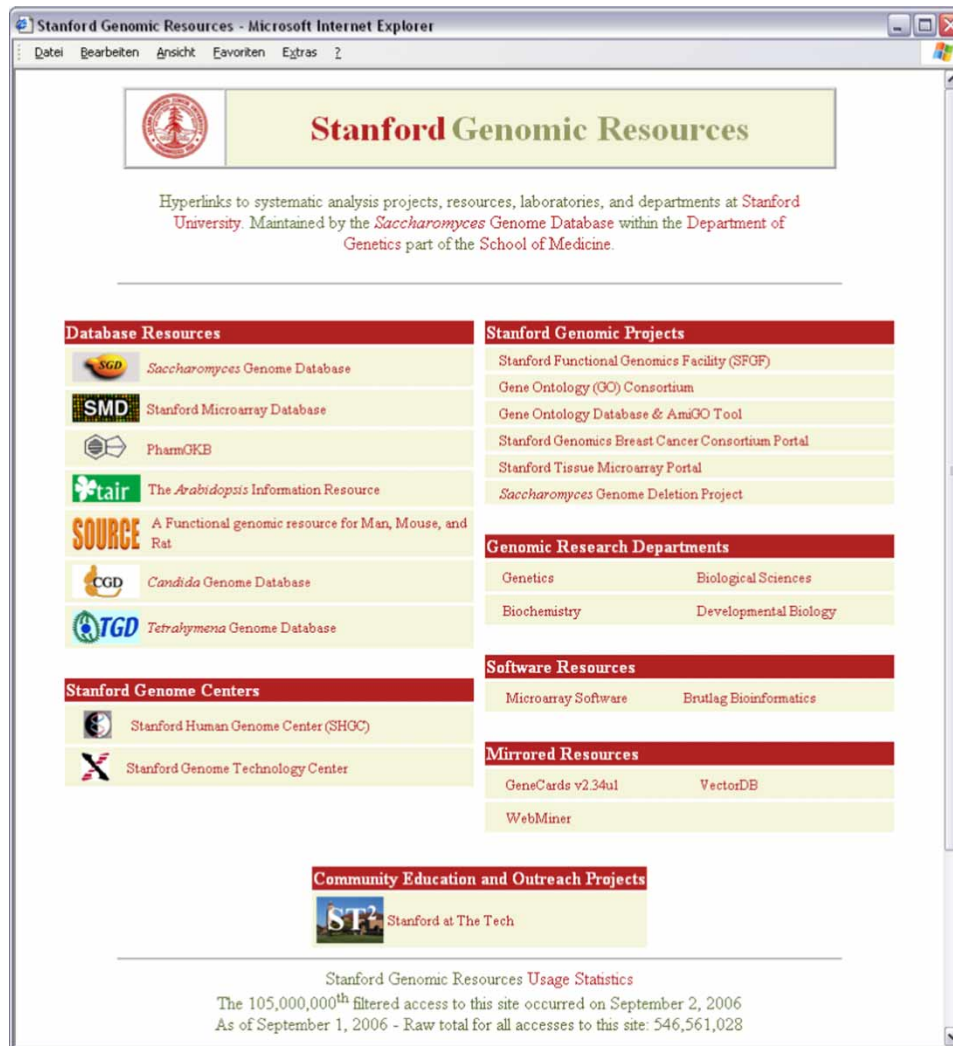 Stanford Genomic Resources - Microsoft Internet Explorer
Datei Bearbeiten Ansicht Favoriten Extras ?
Stanford Genomic Resources
Hyperlinks to systematic analysis projects, resources, laboratories, and departments at Stanford
University. Maintained by the Saccharomyces Genome Database within the Department of
Genetics part of the School of Medicine.
Database Resources
SGD Saccharomyces Genome Database
SMD Stanford Microarray Database
PharmGKB
tair The Arabidopsis Information Resource
SOURCE A Functional genomic resource for Man, Mouse, and
Rat
CGD Candida Genome Database
TGD Tetrahymena Genome Database
Stanford Genome Centers
Stanford Human Genome Center (SHGC)
Stanford Genome Technology Center
Stanford Genomic Projects
Stanford Functional Genomics Facility (SFGF)
Gene Ontology (GO) Consortium
Gene Ontology Database & AmiGO Tool
Stanford Genomics Breast Cancer Consortium Portal
Stanford Tissue Microarray Portal
Saccharomyces Genome Deletion Project
Genomic Research Departments
Genetics Biological Sciences
Biochemistry Developmental Biology
Software Resources
Microarray Software Brutlag Bioinformatics
Mirrored Resources
GeneCards v2.34u1 VectorDB
WebMiner
Community Education and Outreach Projects
ST2 Stanford at The Tech
Stanford Genomic Resources Usage Statistics
The 105,000,000th filtered access to this site occurred on September 2, 2006
As of September 1, 2006 - Raw total for all accesses to this site: 546,561,028